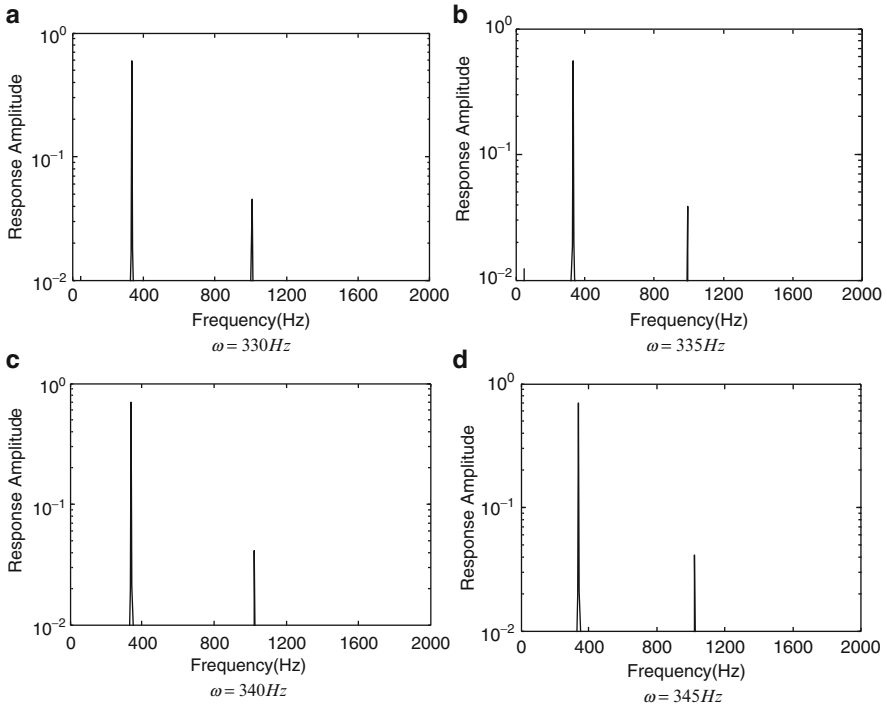 a
10^0
10^-1
10^-2
Response Amplitude
0 400 800 1200 1600 2000
Frequency(Hz)
ω = 330Hz
b
10^0
10^-1
10^-2
Response Amplitude
0 400 800 1200 1600 2000
Frequency(Hz)
ω = 335Hz
c
10^0
10^-1
10^-2
Response Amplitude
0 400 800 1200 1600 2000
Frequency(Hz)
ω = 340Hz
d
10^0
10^-1
10^-2
Response Amplitude
0 400 800 1200 1600 2000
Frequency(Hz)
ω = 345Hz